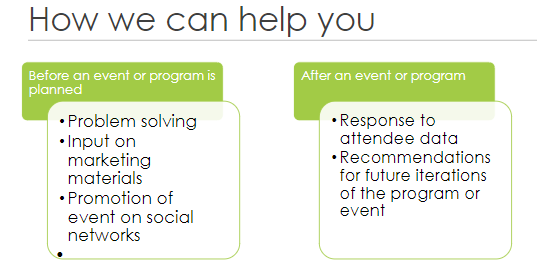 How we can help you
Before an event or program is
planned
• Problem solving
• Input on
marketing
materials
• Promotion of
event on social
networks
•
After an event or program
• Response to
attendee data
• Recommendations
for future iterations
of the program or
event